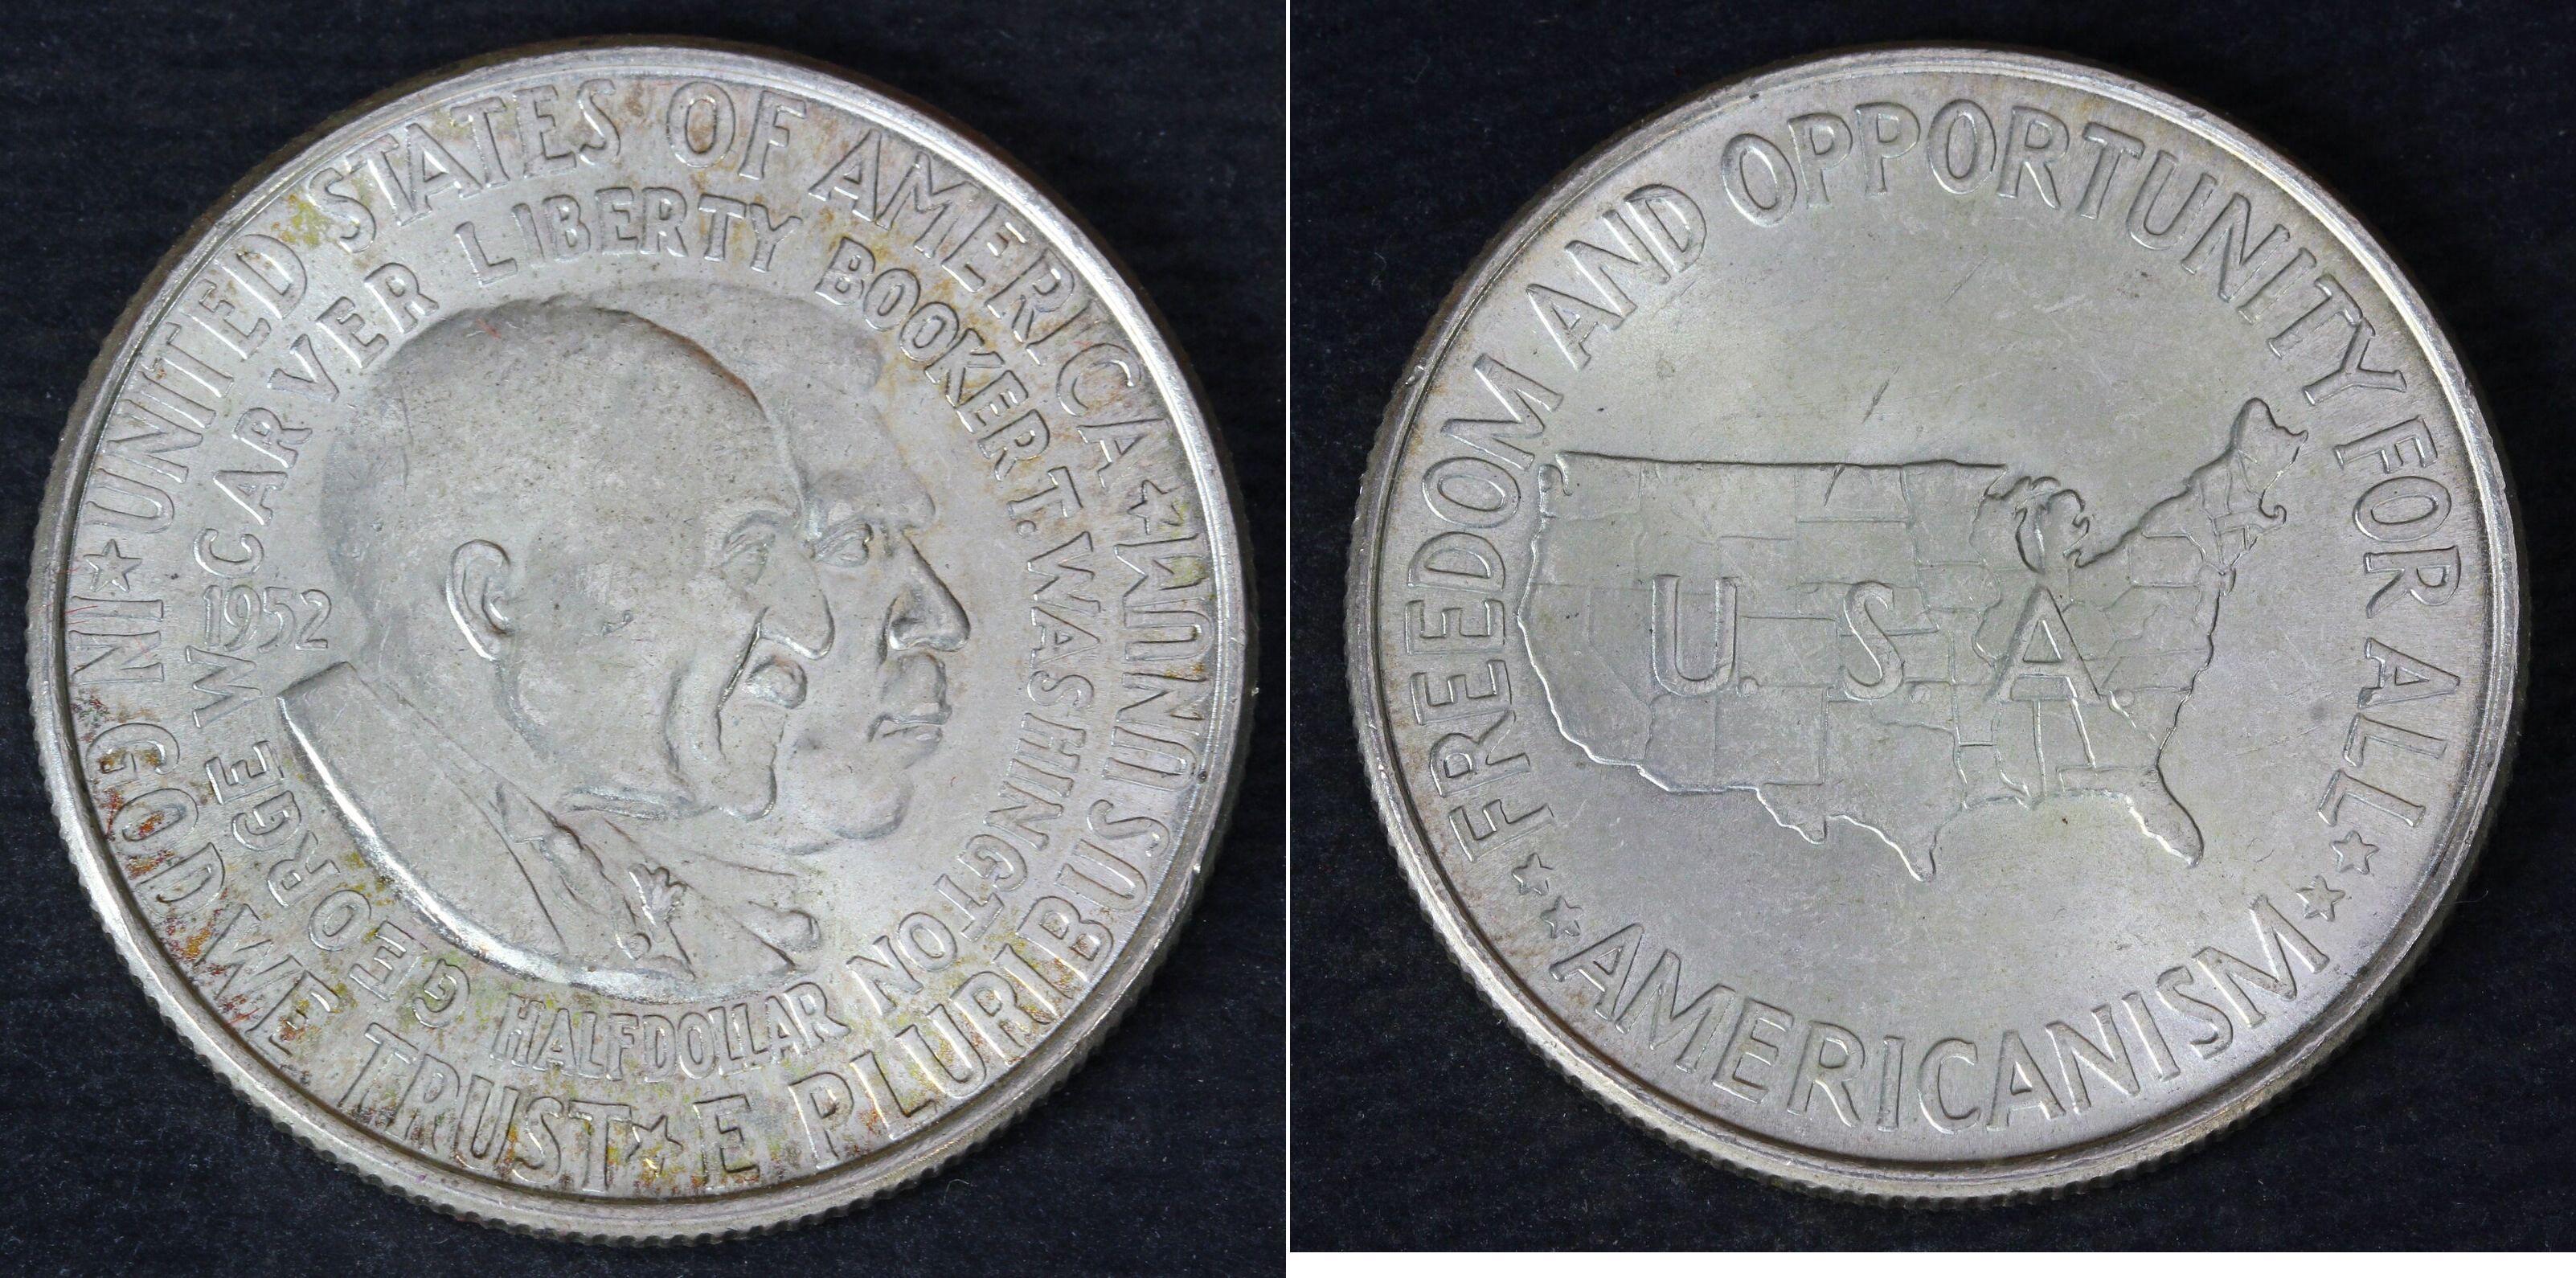 UNITED STATES OF AMERICA
E PLURIBUS UNUM
IN GOD WE TRUST
GEORGE W CARVER LIBERTY BOOKER T. WASHINGTON
1952
HALF DOLLAR
FREEDOM AND OPPORTUNITY FOR ALL
U.S.A.
AMERICANISM